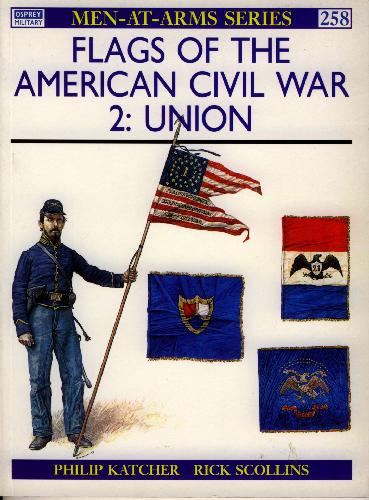 OSPREY
MILITARY
MEN-AT-ARMS SERIES
258
FLAGS OF THE
AMERICAN CIVIL WAR
2: UNION
PHILIP KATCHER RICK SCOLLINS